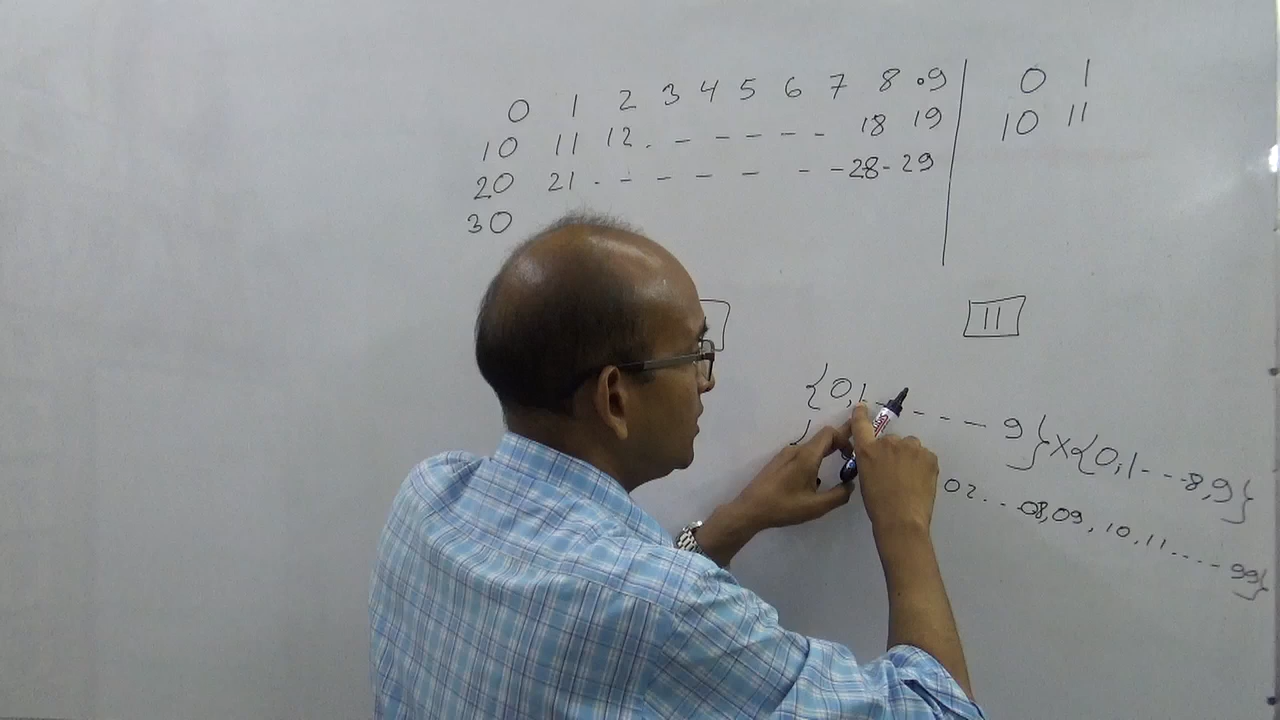 0 1 2 3 4 5 6 7 8 .9 | 0 1
10 11 12. - - - - - - 18 19 | 10 11
20 21 . - - - - - - -28- 29
30
11
{0,1 - - - - - 9} X {0,1 - - - 8,9}
02 . . . 08,09, 10, 11 . . . . . 99}